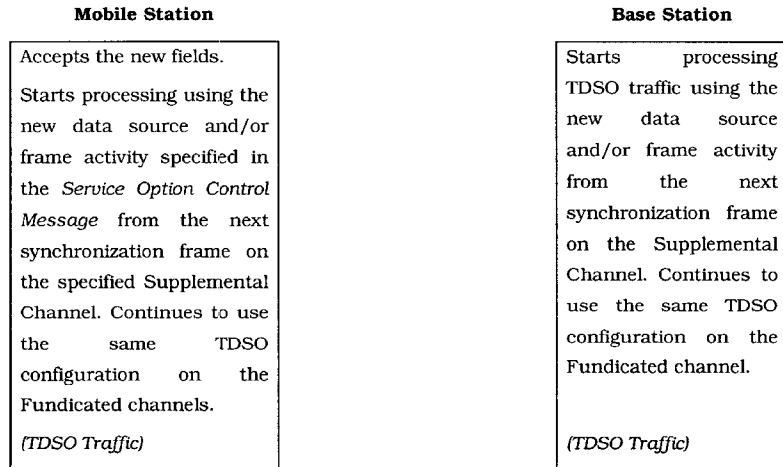 Mobile Station
Accepts the new fields.
Starts processing using the
new data source and/or
frame activity specified in
the Service Option Control
Message from the next
synchronization frame on
the specified Supplemental
Channel. Continues to use
the same TDSO
configuration on the
Fundicated channels.
(TDSO Traffic)
Base Station
Starts processing
TDSO traffic using the
new data source
and/or frame activity
from the next
synchronization frame
on the Supplemental
Channel. Continues to
use the same TDSO
configuration on the
Fundicated channel.
(TDSO Traffic)